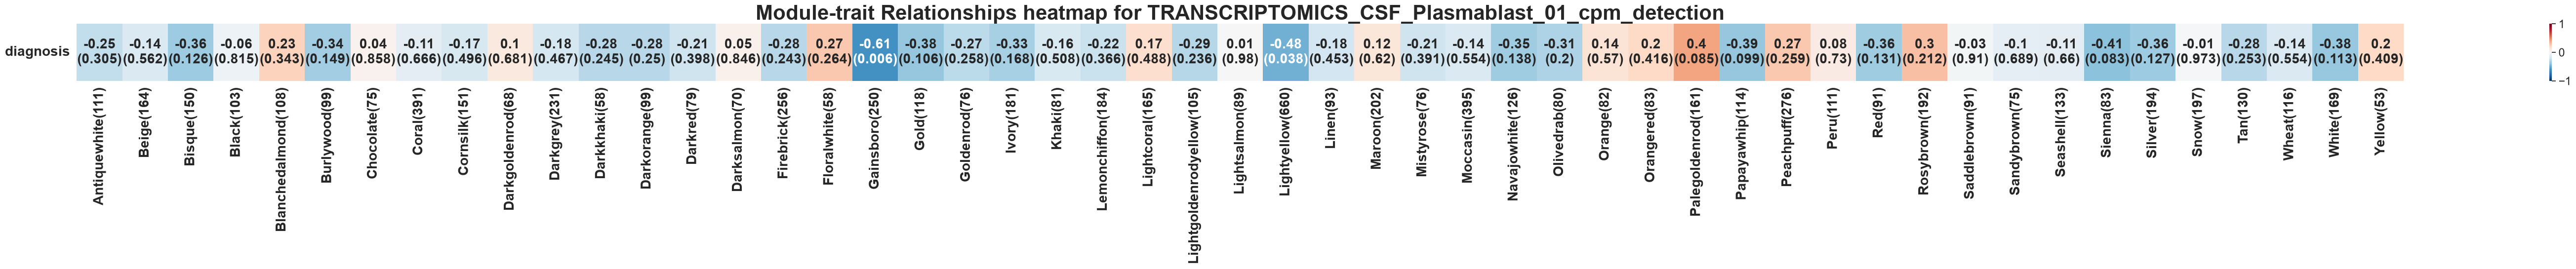 Module-trait Relationships heatmap for TRANSCRIPTOMICS_CSF_Plasmablast_01_cpm_detection
-0.25 -0.14 -0.36 -0.06 0.23 -0.34 0.04 -0.11 -0.17 0.1 -0.18 -0.28 -0.28 -0.21 0.05 -0.28 0.27 -0.61 -0.38 -0.27 -0.33 -0.16 -0.22 0.17 -0.29 0.01 -0.48 -0.18 0.12 -0.21 -0.14 -0.35 -0.31 0.14 0.2 0.4 -0.39 0.27 0.08 -0.36 0.3 -0.03 -0.1 -0.11 -0.41 -0.36 -0.01 -0.28 -0.14 -0.38 0.2
diagnosis
(0.305) (0.562) (0.126) (0.815) (0.343) (0.149) (0.858) (0.666) (0.496) (0.681) (0.467) (0.245) (0.25) (0.398) (0.846) (0.243) (0.264) (0.006) (0.106) (0.258) (0.168) (0.508) (0.366) (0.488) (0.236) (0.98) (0.038) (0.453) (0.62) (0.391) (0.554) (0.138) (0.2) (0.57) (0.416) (0.085) (0.099) (0.259) (0.73) (0.131) (0.212) (0.91) (0.689) (0.66) (0.083) (0.127) (0.973) (0.253) (0.554) (0.113) (0.409)
1
0
−1
Antiquewhite(111)
Beige(164)
Bisque(150)
Black(103)
Blanchedalmond(108)
Burlywood(99)
Chocolate(75)
Coral(391)
Cornsilk(151)
Darkgoldenrod(68)
Darkgrey(231)
Darkkhaki(58)
Darkorange(99)
Darkred(79)
Darksalmon(70)
Firebrick(256)
Floralwhite(58)
Gainsboro(250)
Gold(118)
Goldenrod(76)
Ivory(181)
Khaki(81)
Lemonchiffon(184)
Lightcoral(165)
Lightgoldenrodyellow(105)
Lightsalmon(89)
Lightyellow(660)
Linen(93)
Maroon(202)
Mistyrose(76)
Moccasin(395)
Navajowhite(126)
Olivedrab(80)
Orange(82)
Orangered(83)
Palegoldenrod(161)
Papayawhip(114)
Peachpuff(276)
Peru(111)
Red(91)
Rosybrown(192)
Saddlebrown(91)
Sandybrown(75)
Seashell(133)
Sienna(83)
Silver(194)
Snow(197)
Tan(130)
Wheat(116)
White(169)
Yellow(53)